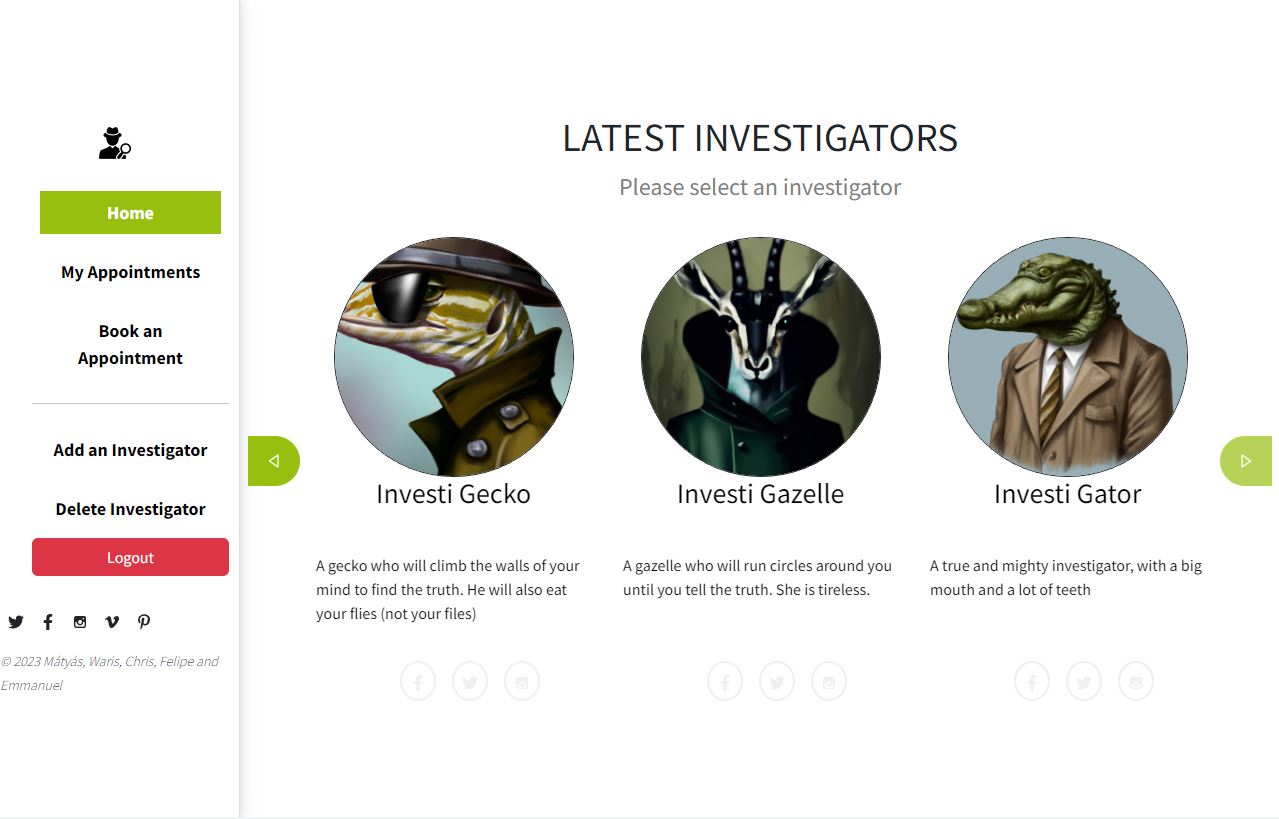 Home
My Appointments
Book an
Appointment
Add an Investigator
Delete Investigator
Logout
© 2023 Mátyás, Waris, Chris, Felipe and
Emmanuel
LATEST INVESTIGATORS
Please select an investigator
Investi Gecko
A gecko who will climb the walls of your
mind to find the truth. He will also eat
your flies (not your files)
Investi Gazelle
A gazelle who will run circles around you
until you tell the truth. She is tireless.
Investi Gator
A true and mighty investigator, with a big
mouth and a lot of teeth